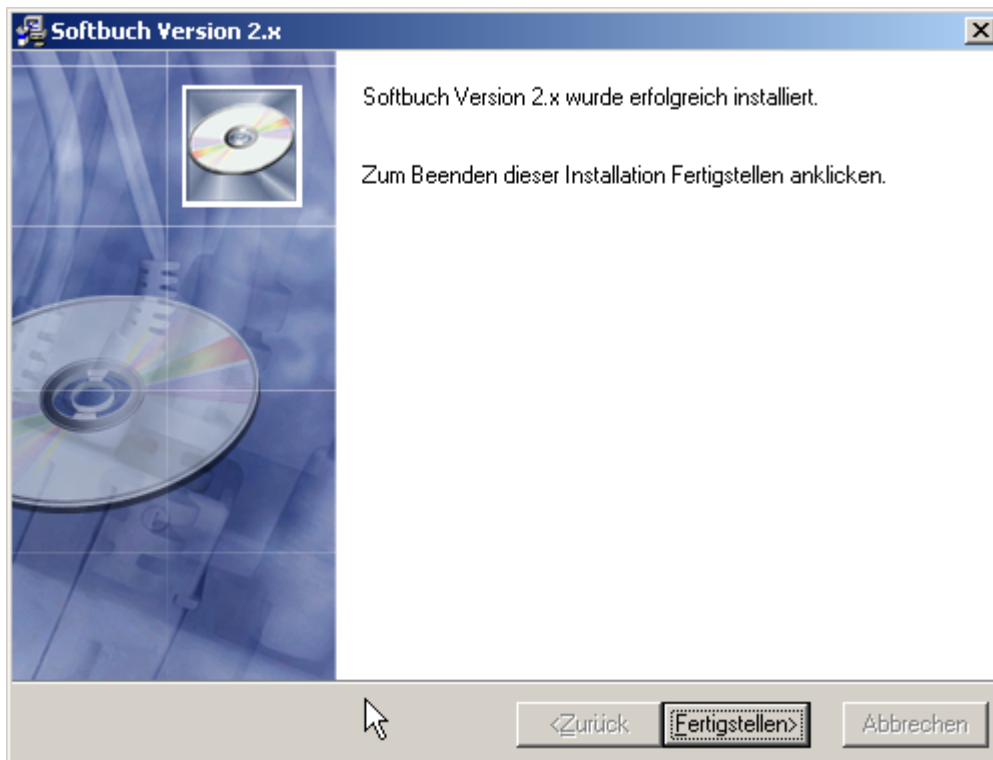 Softbuch Version 2.x
Softbuch Version 2.x wurde erfolgreich installiert.
Zum Beenden dieser Installation Fertigstellen anklicken.
<Zurück
Fertigstellen>
Abbrechen